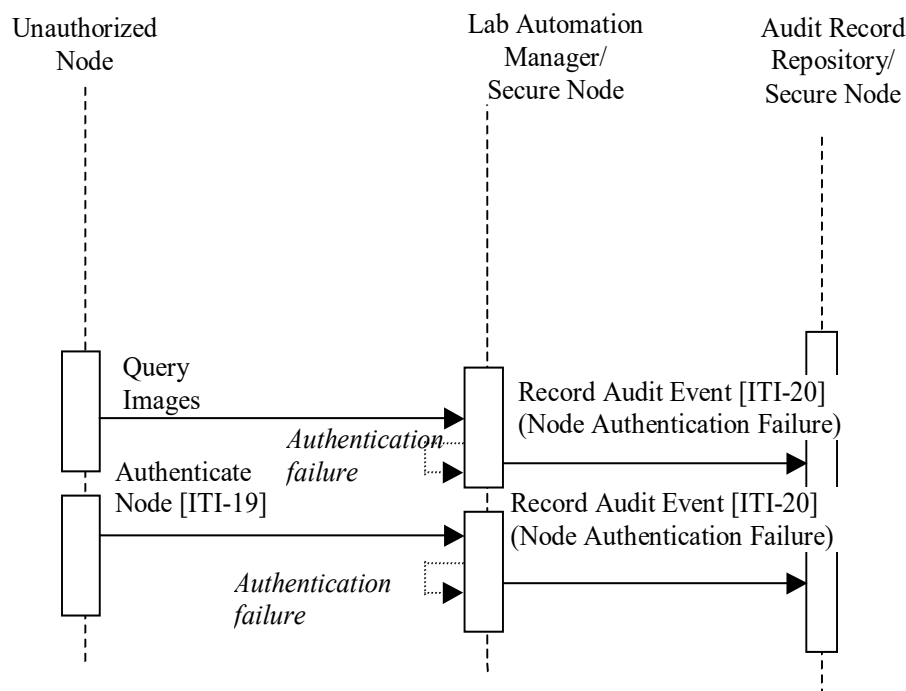 Unauthorized
Node
Lab Automation
Manager/
Secure Node
Audit Record
Repository/
Secure Node
Query
Images
Record Audit Event [ITI-20]
(Node Authentication Failure)
Authentication
failure
Authenticate
Node [ITI-19]
Record Audit Event [ITI-20]
(Node Authentication Failure)
Authentication
failure